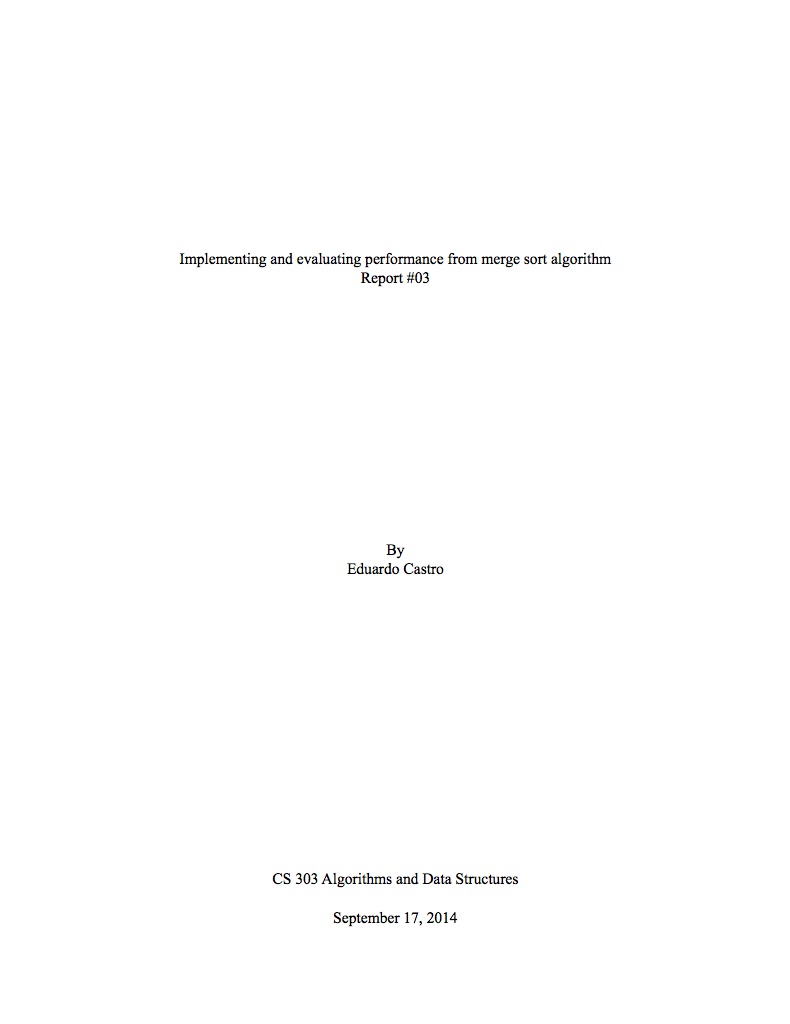 Implementing and evaluating performance from merge sort algorithm
Report #03
By
Eduardo Castro
CS 303 Algorithms and Data Structures
September 17, 2014